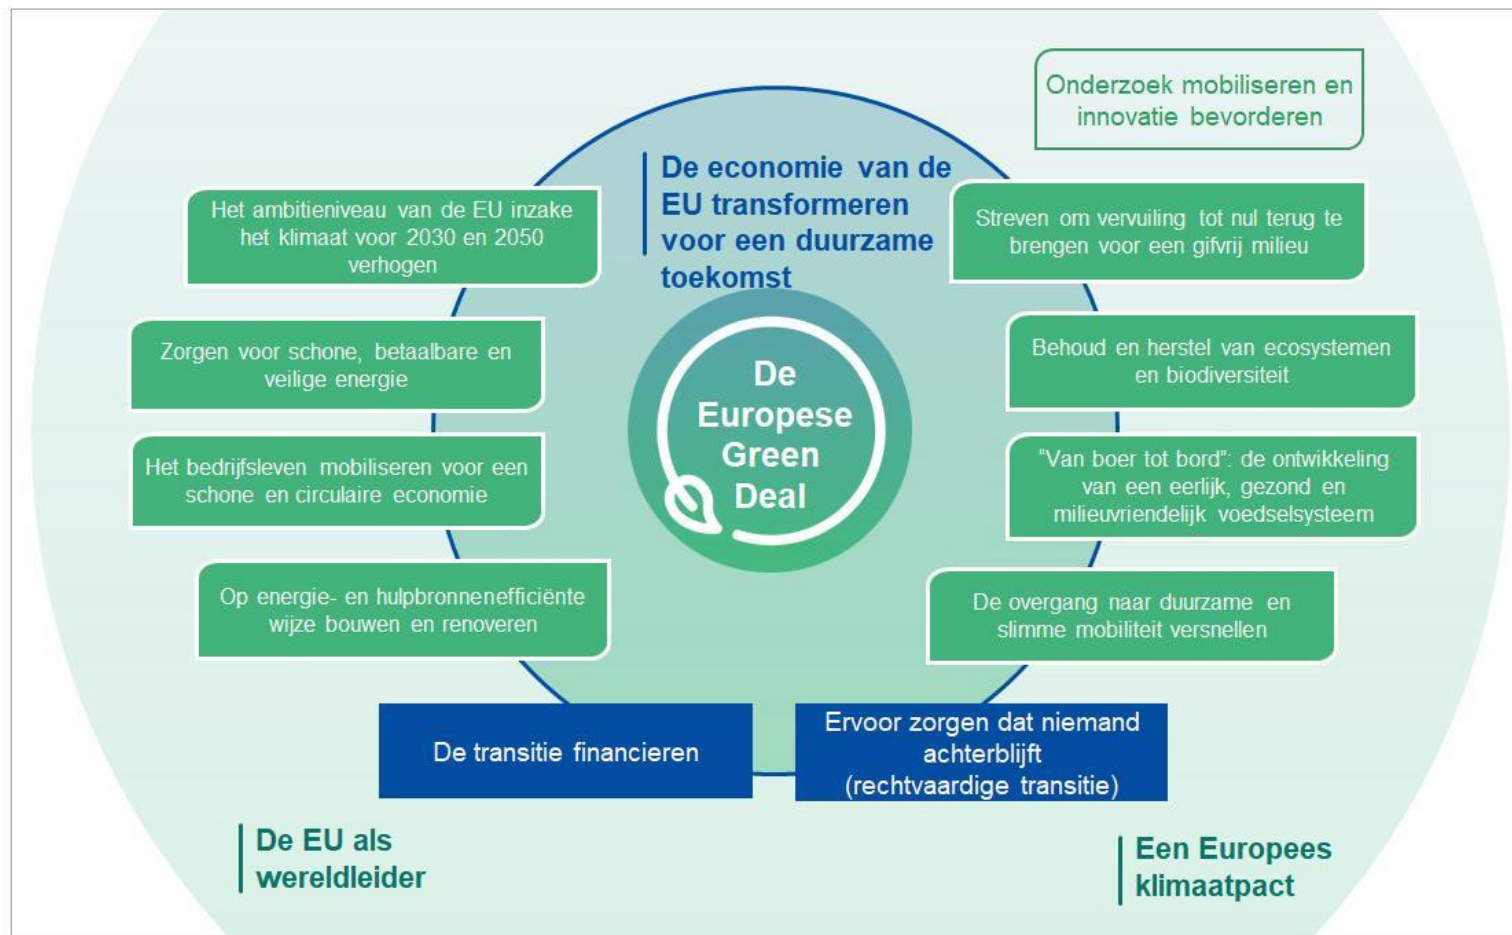 Onderzoek mobiliseren en
innovatie bevorderen
De economie van de
EU transformeren
voor een duurzame
toekomst
Het ambitieniveau van de EU inzake
het klimaat voor 2030 en 2050
verhogen
Streven om vervuiling tot nul terug te
brengen voor een gifvrij milieu
Zorgen voor schone, betaalbare en
veilige energie
Behoud en herstel van ecosystemen
en biodiversiteit
De
Europese
Green
Deal
Het bedrijfsleven mobiliseren voor een
schone en circulaire economie
“Van boer tot bord”: de ontwikkeling
van een eerlijk, gezond en
milieuvriendelijk voedselsysteem
Op energie- en hulpbronnenefficiënte
wijze bouwen en renoveren
De overgang naar duurzame en
slimme mobiliteit versnellen
De transitie financieren
Ervoor zorgen dat niemand
achterblijft
(rechtvaardige transitie)
De EU als
wereldleider
Een Europees
klimaatpact